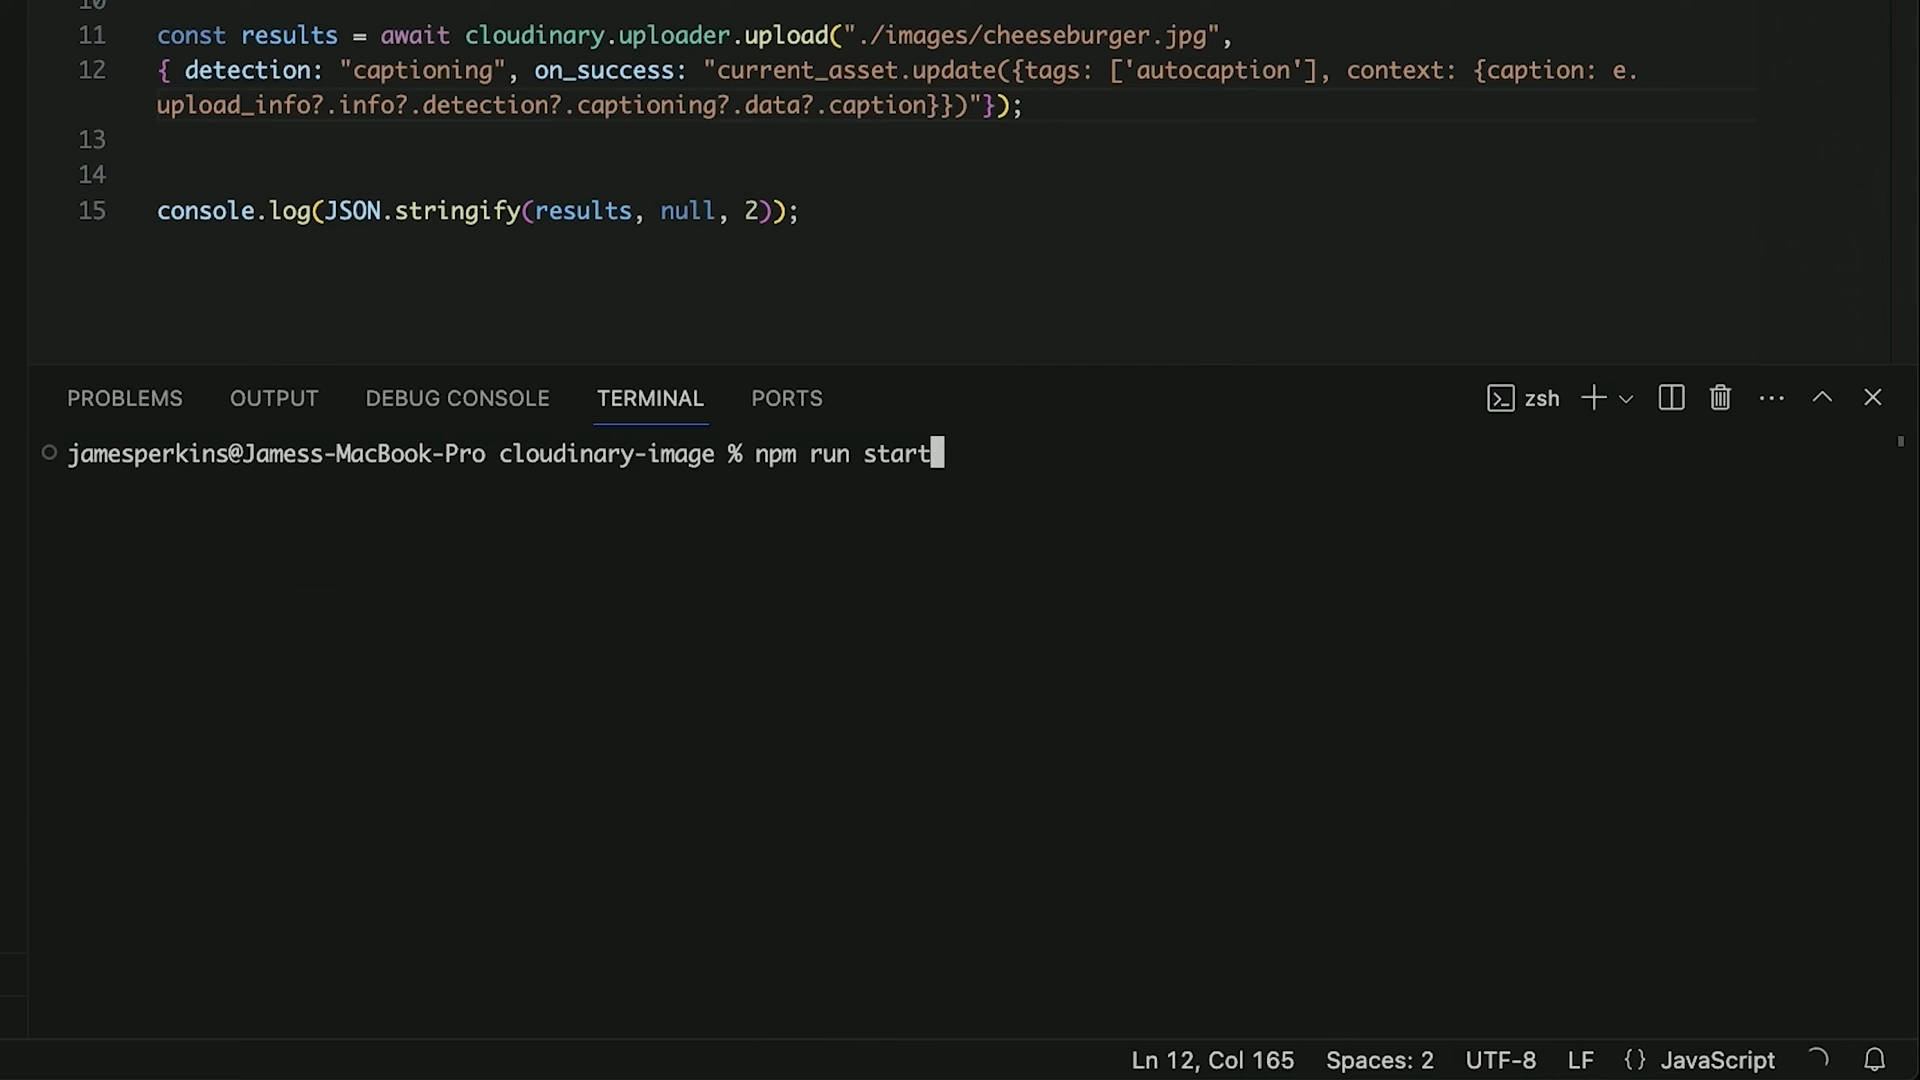 10
11 const results = await cloudinary.uploader.upload("./images/cheeseburger.jpg",
12 { detection: "captioning", on_success: "current_asset.update({tags: ['autocaption'], context: {caption: e.
upload_info?.info?.detection?.captioning?.data?.caption}})"});
13
14
15 console.log(JSON.stringify(results, null, 2));
PROBLEMS OUTPUT DEBUG CONSOLE TERMINAL PORTS zsh
jamesperkins@Jamess-MacBook-Pro cloudinary-image % npm run start
Ln 12, Col 165 Spaces: 2 UTF-8 LF {} JavaScript